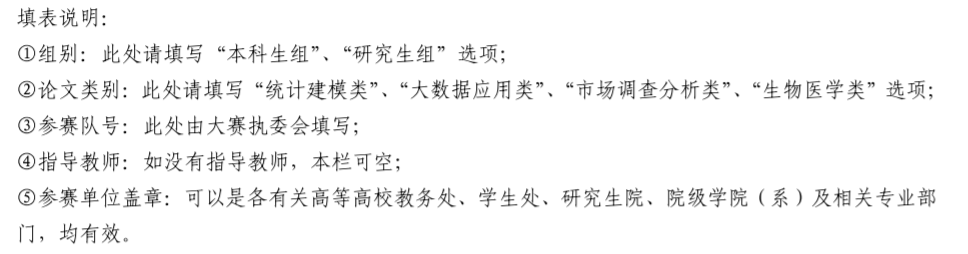 填表说明：
①组别：此处请填写“本科生组”、“研究生组”选项；
②论文类别：此处请填写“统计建模类”、“大数据应用类”、“市场调查分析类”、“生物医学类”选项；
③参赛队号：此处由大赛执委会填写；
④指导教师：如没有指导教师，本栏可空；
⑤参赛单位盖章：可以是各有关高等高校教务处、学生处、研究生院、院级学院（系）及相关专业部
门，均有效。